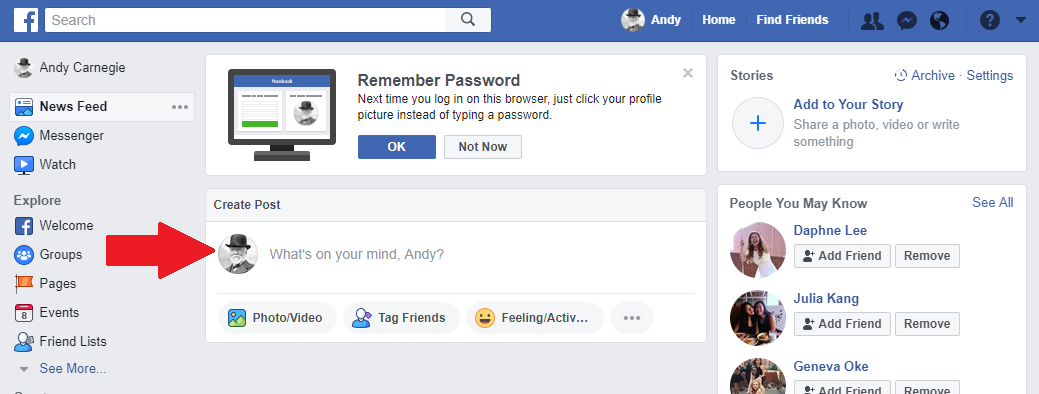 Search
Andy
Home
Find Friends
Andy Carnegie
News Feed
Messenger
Watch
Explore
Welcome
Groups
Pages
Events
8
Friend Lists
See More...
facebook
Remember Password
Next time you log in on this browser, just click your profile
picture instead of typing a password.
OK
Not Now
Create Post
What's on your mind, Andy?
Photo/Video
Tag Friends
Feeling/Activ...
Stories
Archive · Settings
Add to Your Story
Share a photo, video or write
something
People You May Know
See All
Daphne Lee
Add Friend
Remove
Julia Kang
Add Friend
Remove
Geneva Oke
Add Friend
Remove